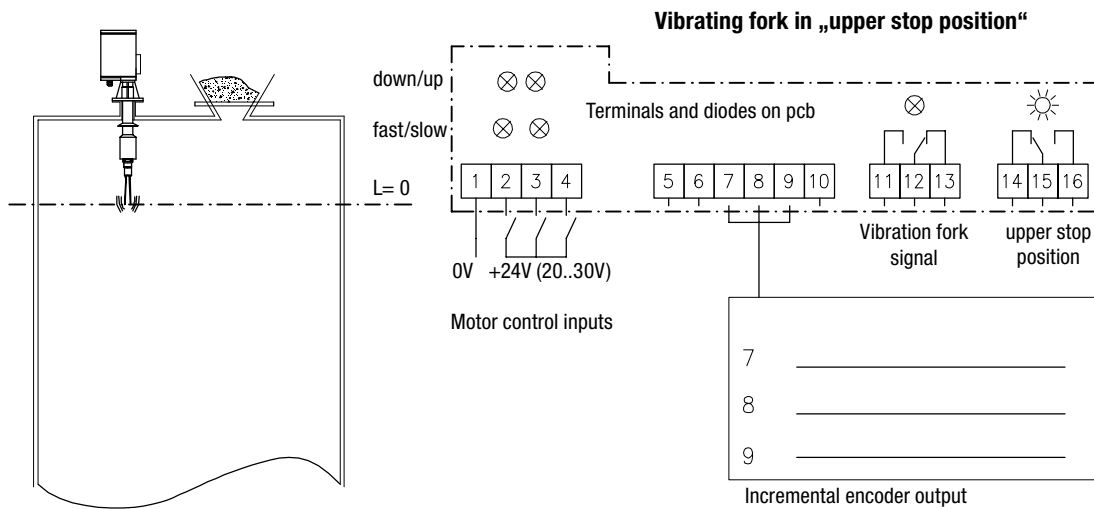 Vibrating fork in „upper stop position“
down/up
Terminals and diodes on pcb
fast/slow
L= 0
1 2 3 4
5 6 7 8 9 10
11 12 13
14 15 16
0V +24V (20..30V)
Vibration fork
signal
upper stop
position
Motor control inputs
7
8
9
Incremental encoder output